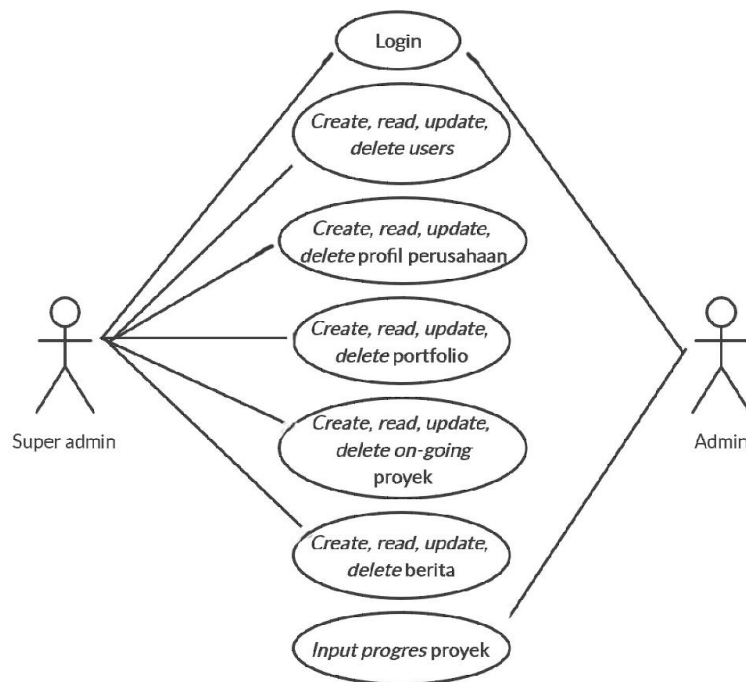 Login
Create, read, update,
delete users
Create, read, update,
delete profil perusahaan
Create, read, update,
delete portfolio
Create, read, update,
delete on-going
proyek
Create, read, update,
delete berita
Input progres proyek
Super admin
Admin